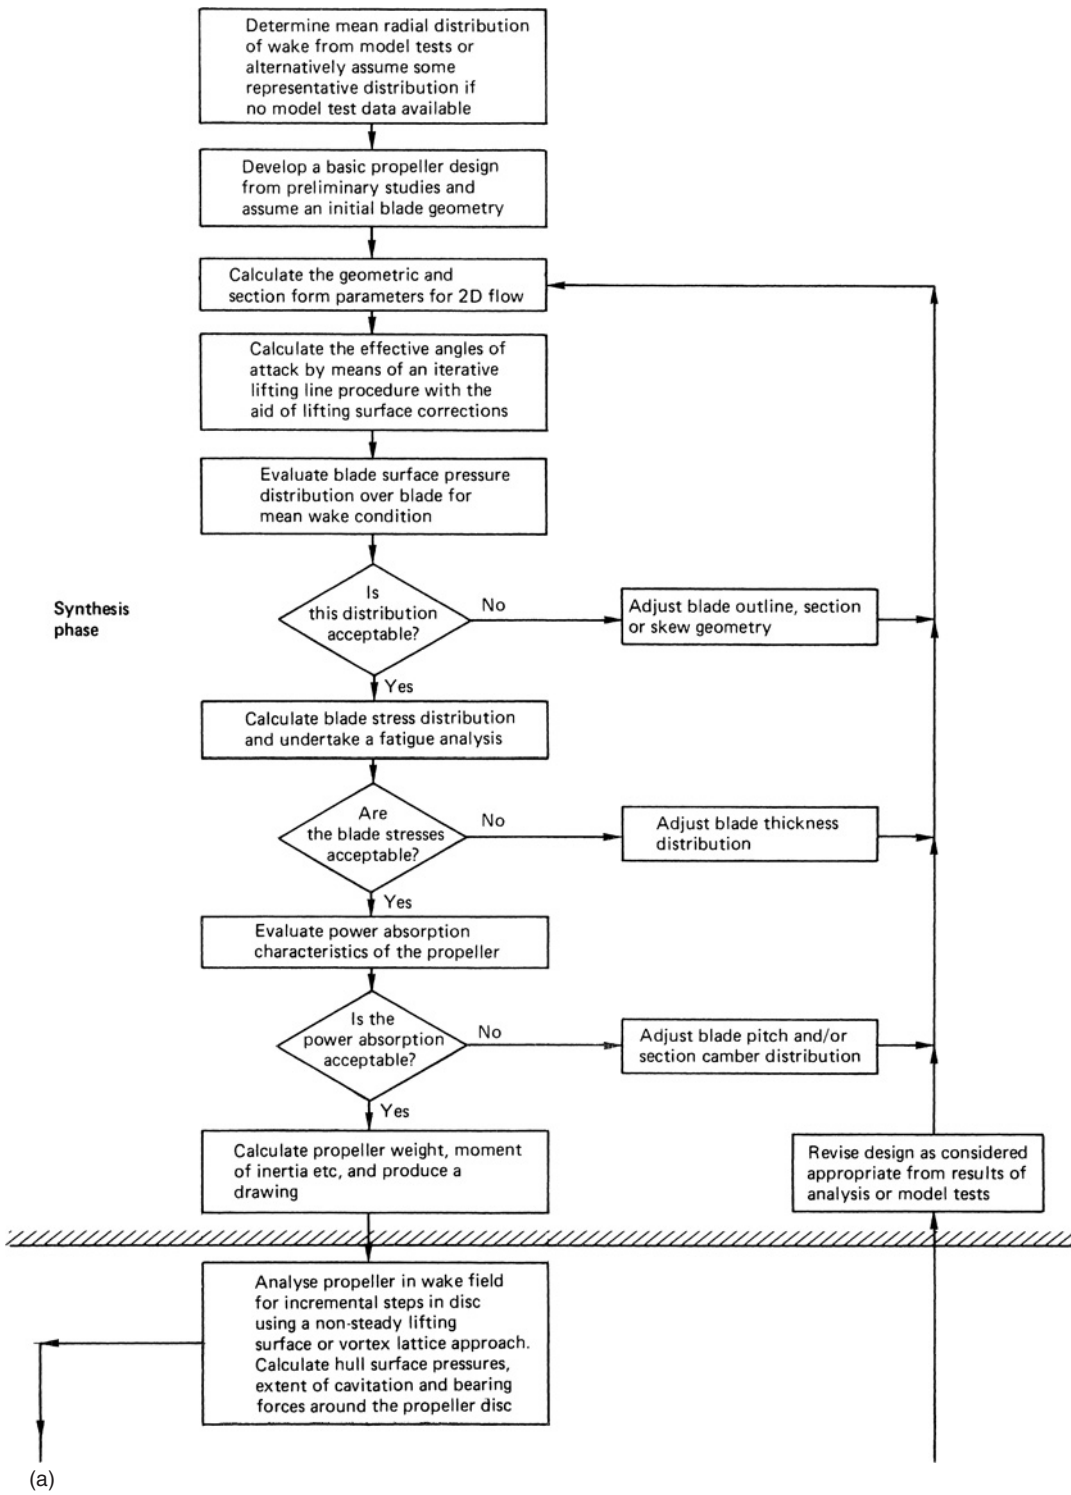 Determine mean radial distribution
of wake from model tests or
alternatively assume some
representative distribution if
no model test data available
Develop a basic propeller design
from preliminary studies and
assume an initial blade geometry
Calculate the geometric and
section form parameters for 2D flow
Calculate the effective angles of
attack by means of an iterative
lifting line procedure with the
aid of lifting surface corrections
Evaluate blade surface pressure
distribution over blade for
mean wake condition
Synthesis
phase
Is
this distribution
acceptable?
No
Adjust blade outline, section
or skew geometry
Yes
Calculate blade stress distribution
and undertake a fatigue analysis
Are
the blade stresses
acceptable?
No
Adjust blade thickness
distribution
Yes
Evaluate power absorption
characteristics of the propeller
Is the
power absorption
acceptable?
No
Adjust blade pitch and/or
section camber distribution
Yes
Calculate propeller weight, moment
of inertia etc, and produce a
drawing
Revise design as considered
appropriate from results of
analysis or model tests
Analyse propeller in wake field
for incremental steps in disc
using a non-steady lifting
surface or vortex lattice approach.
Calculate hull surface pressures,
extent of cavitation and bearing
forces around the propeller disc
(a)